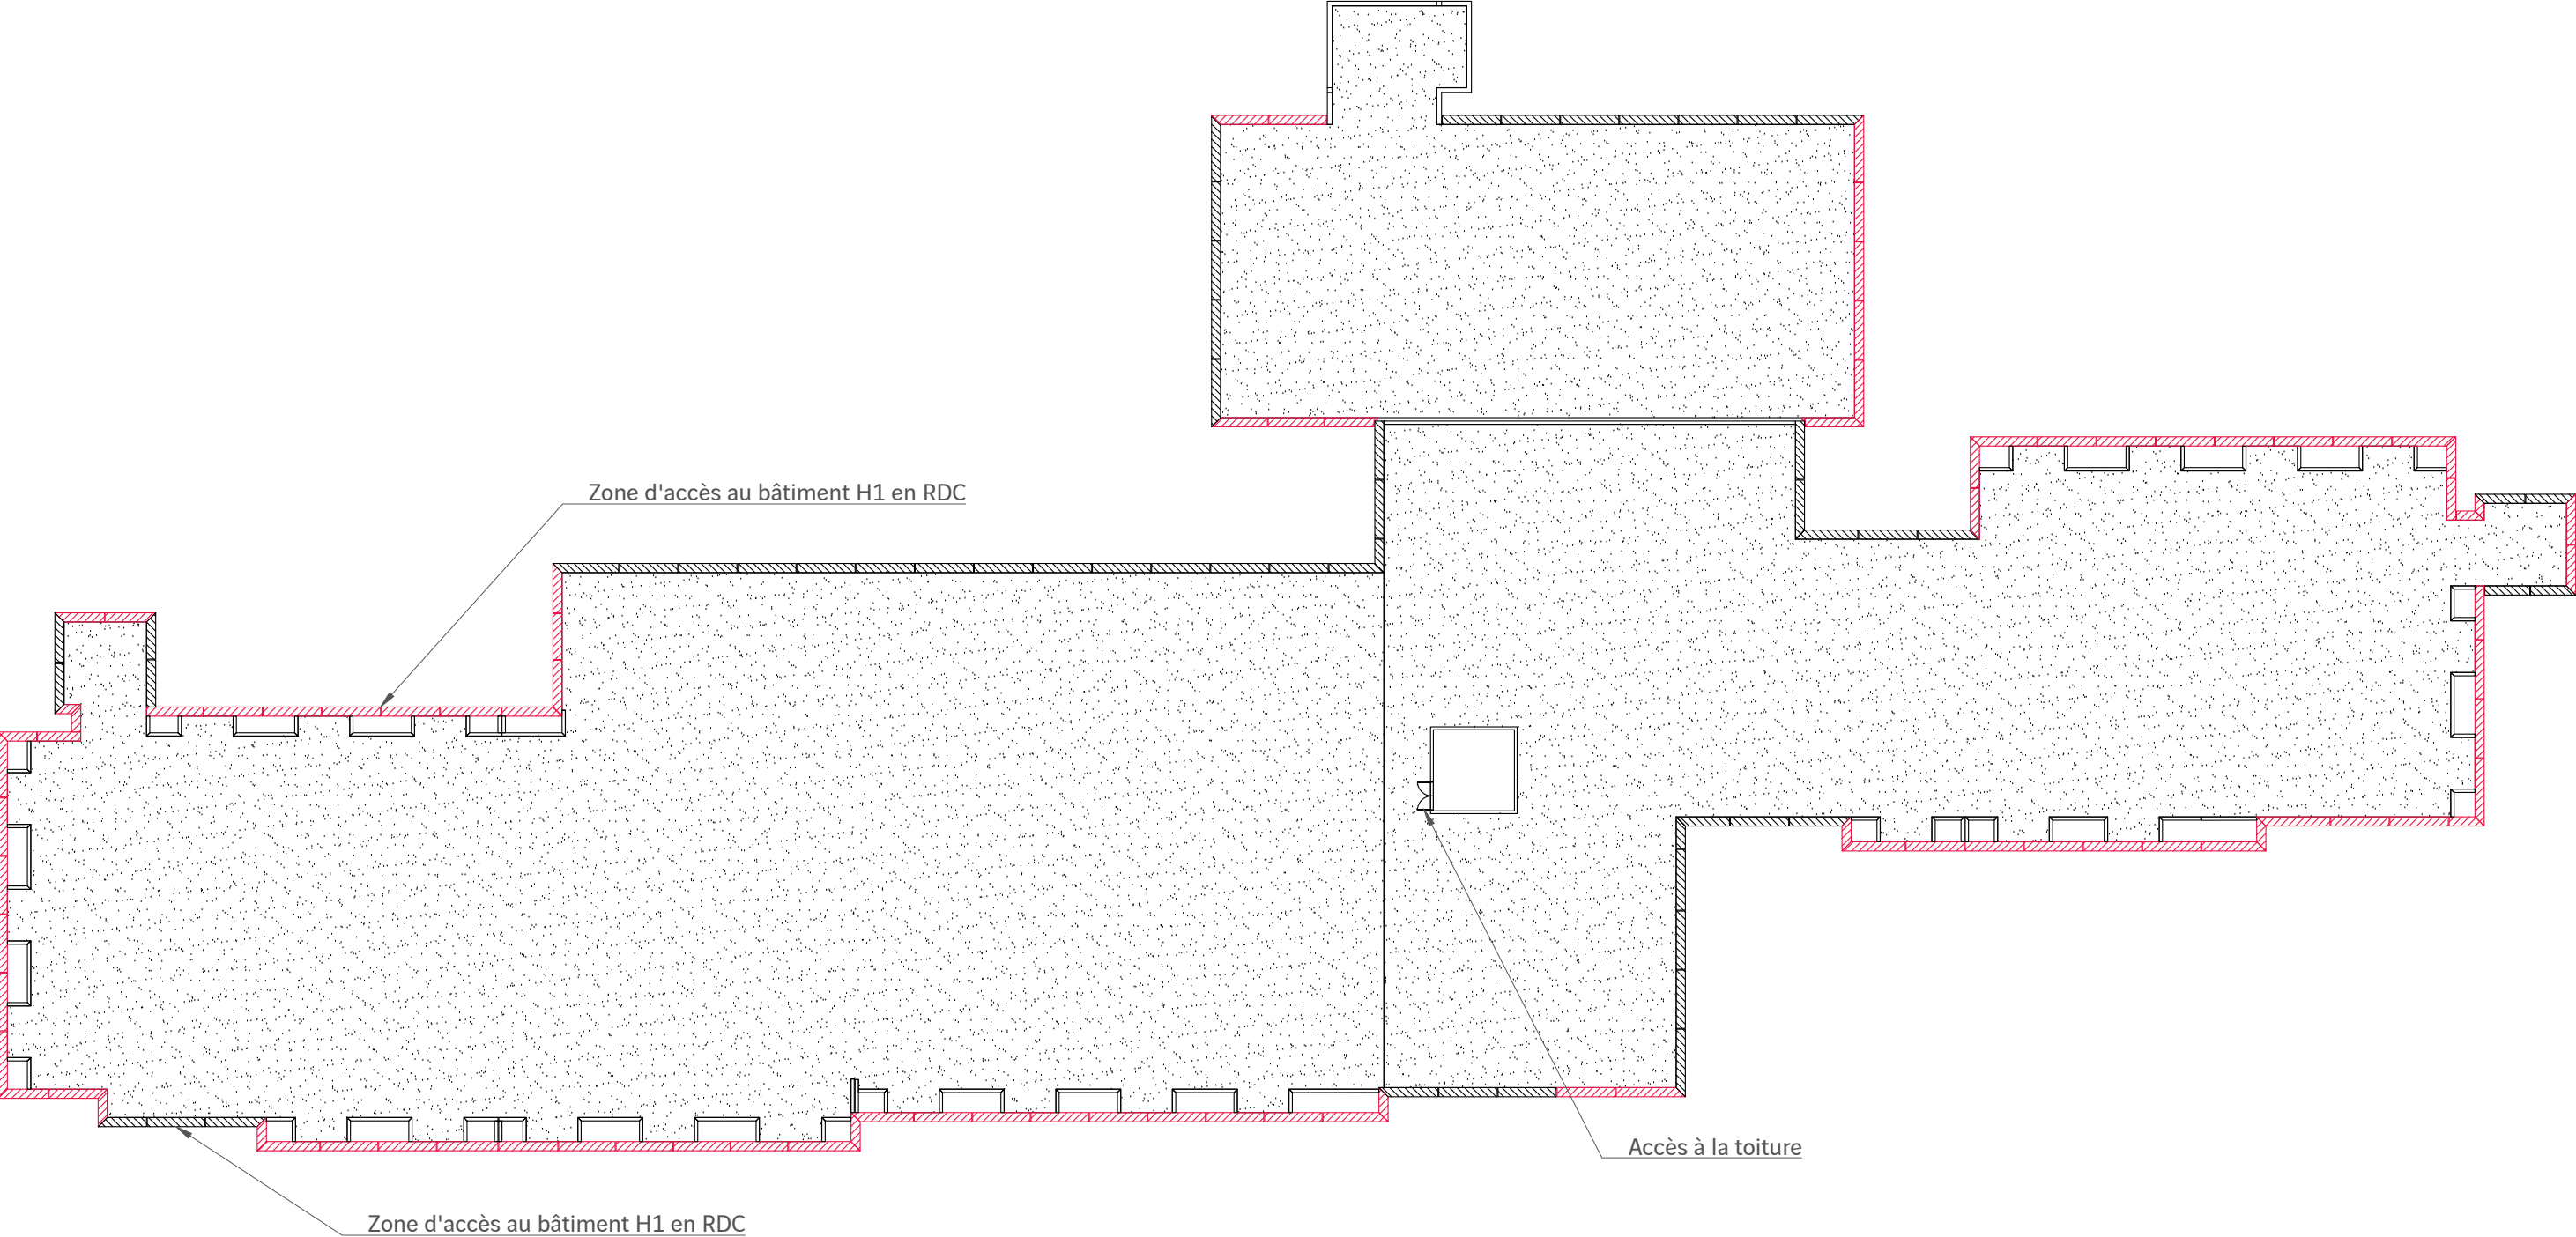 Zone d'accès au bâtiment H1 en RDC
Accès à la toiture
Zone d'accès au bâtiment H1 en RDC